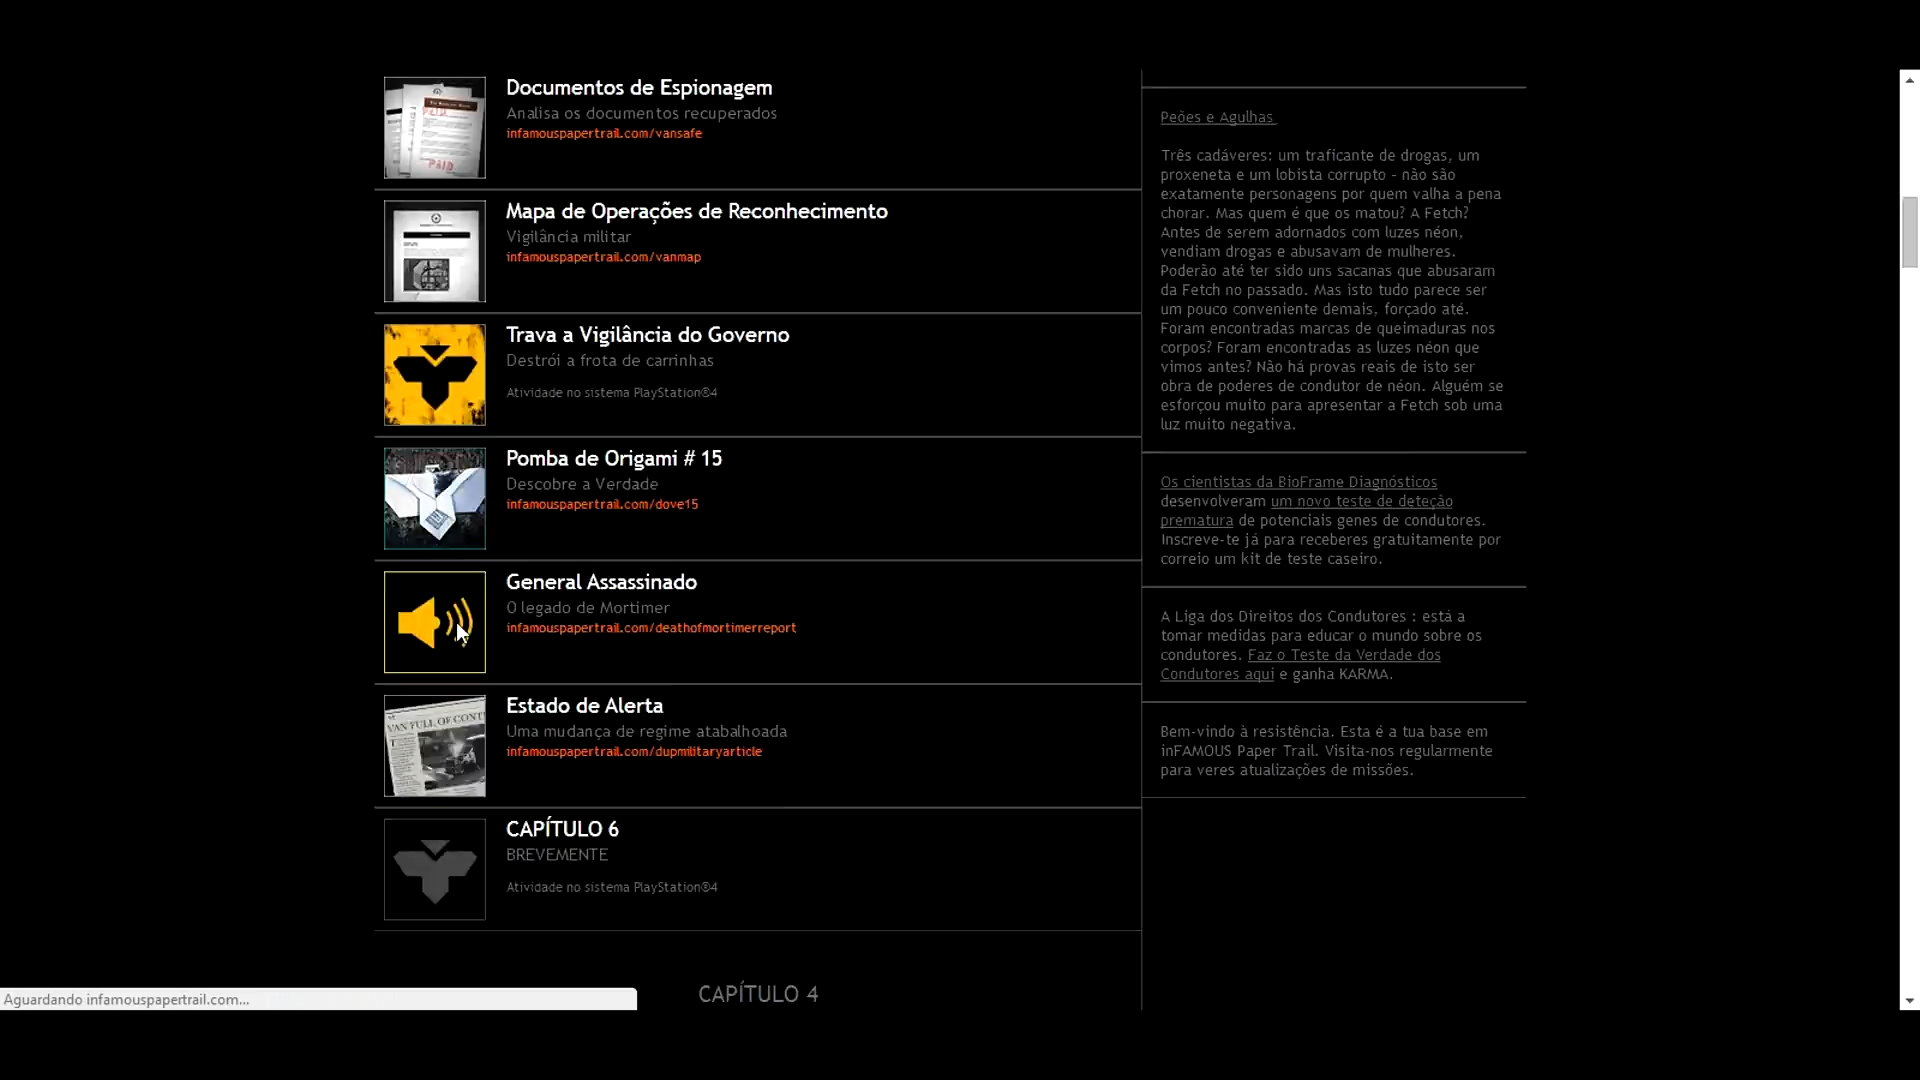 Documentos de Espionagem
Analisa os documentos recuperados
infamouspapertrail.com/vansafe
PAID
Mapa de Operações de Reconhecimento
Vigilância militar
infamouspapertrail.com/vanmap
Trava a Vigilância do Governo
Destrói a frota de carrinhas
Atividade no sistema PlayStation®4
Pomba de Origami # 15
Descobre a Verdade
infamouspapertrail.com/dove15
General Assassinado
O legado de Mortimer
infamouspapertrail.com/deathofmortimerreport
Estado de Alerta
Uma mudança de regime atabalhoada
infamouspapertrail.com/dupmilitaryarticle
VAN FULL OF CONT
CAPÍTULO 6
BREVEMENTE
Atividade no sistema PlayStation®4
CAPÍTULO 4
Peões e Agulhas
Três cadáveres: um traficante de drogas, um
proxeneta e um lobista corrupto - não são
exatamente personagens por quem valha a pena
chorar. Mas quem é que os matou? A Fetch?
Antes de serem adornados com luzes néon,
vendiam drogas e abusavam de mulheres.
Poderão até ter sido uns sacanas que abusaram
da Fetch no passado. Mas isto tudo parece ser
um pouco conveniente demais, forçado até.
Foram encontradas marcas de queimaduras nos
corpos? Foram encontradas as luzes néon que
vimos antes? Não há provas reais de isto ser
obra de poderes de condutor de néon. Alguém se
esforçou muito para apresentar a Fetch sob uma
luz muito negativa.
Os cientistas da BioFrame Diagnósticos
desenvolveram um novo teste de deteção
prematura de potenciais genes de condutores.
Inscreve-te já para receberes gratuitamente por
correio um kit de teste caseiro.
A Liga dos Direitos dos Condutores : está a
tomar medidas para educar o mundo sobre os
condutores. Faz o Teste da Verdade dos
Condutores aqui e ganha KARMA.
Bem-vindo à resistência. Esta é a tua base em
inFAMOUS Paper Trail. Visita-nos regularmente
para veres atualizações de missões.
Aguardando infamouspapertrail.com...